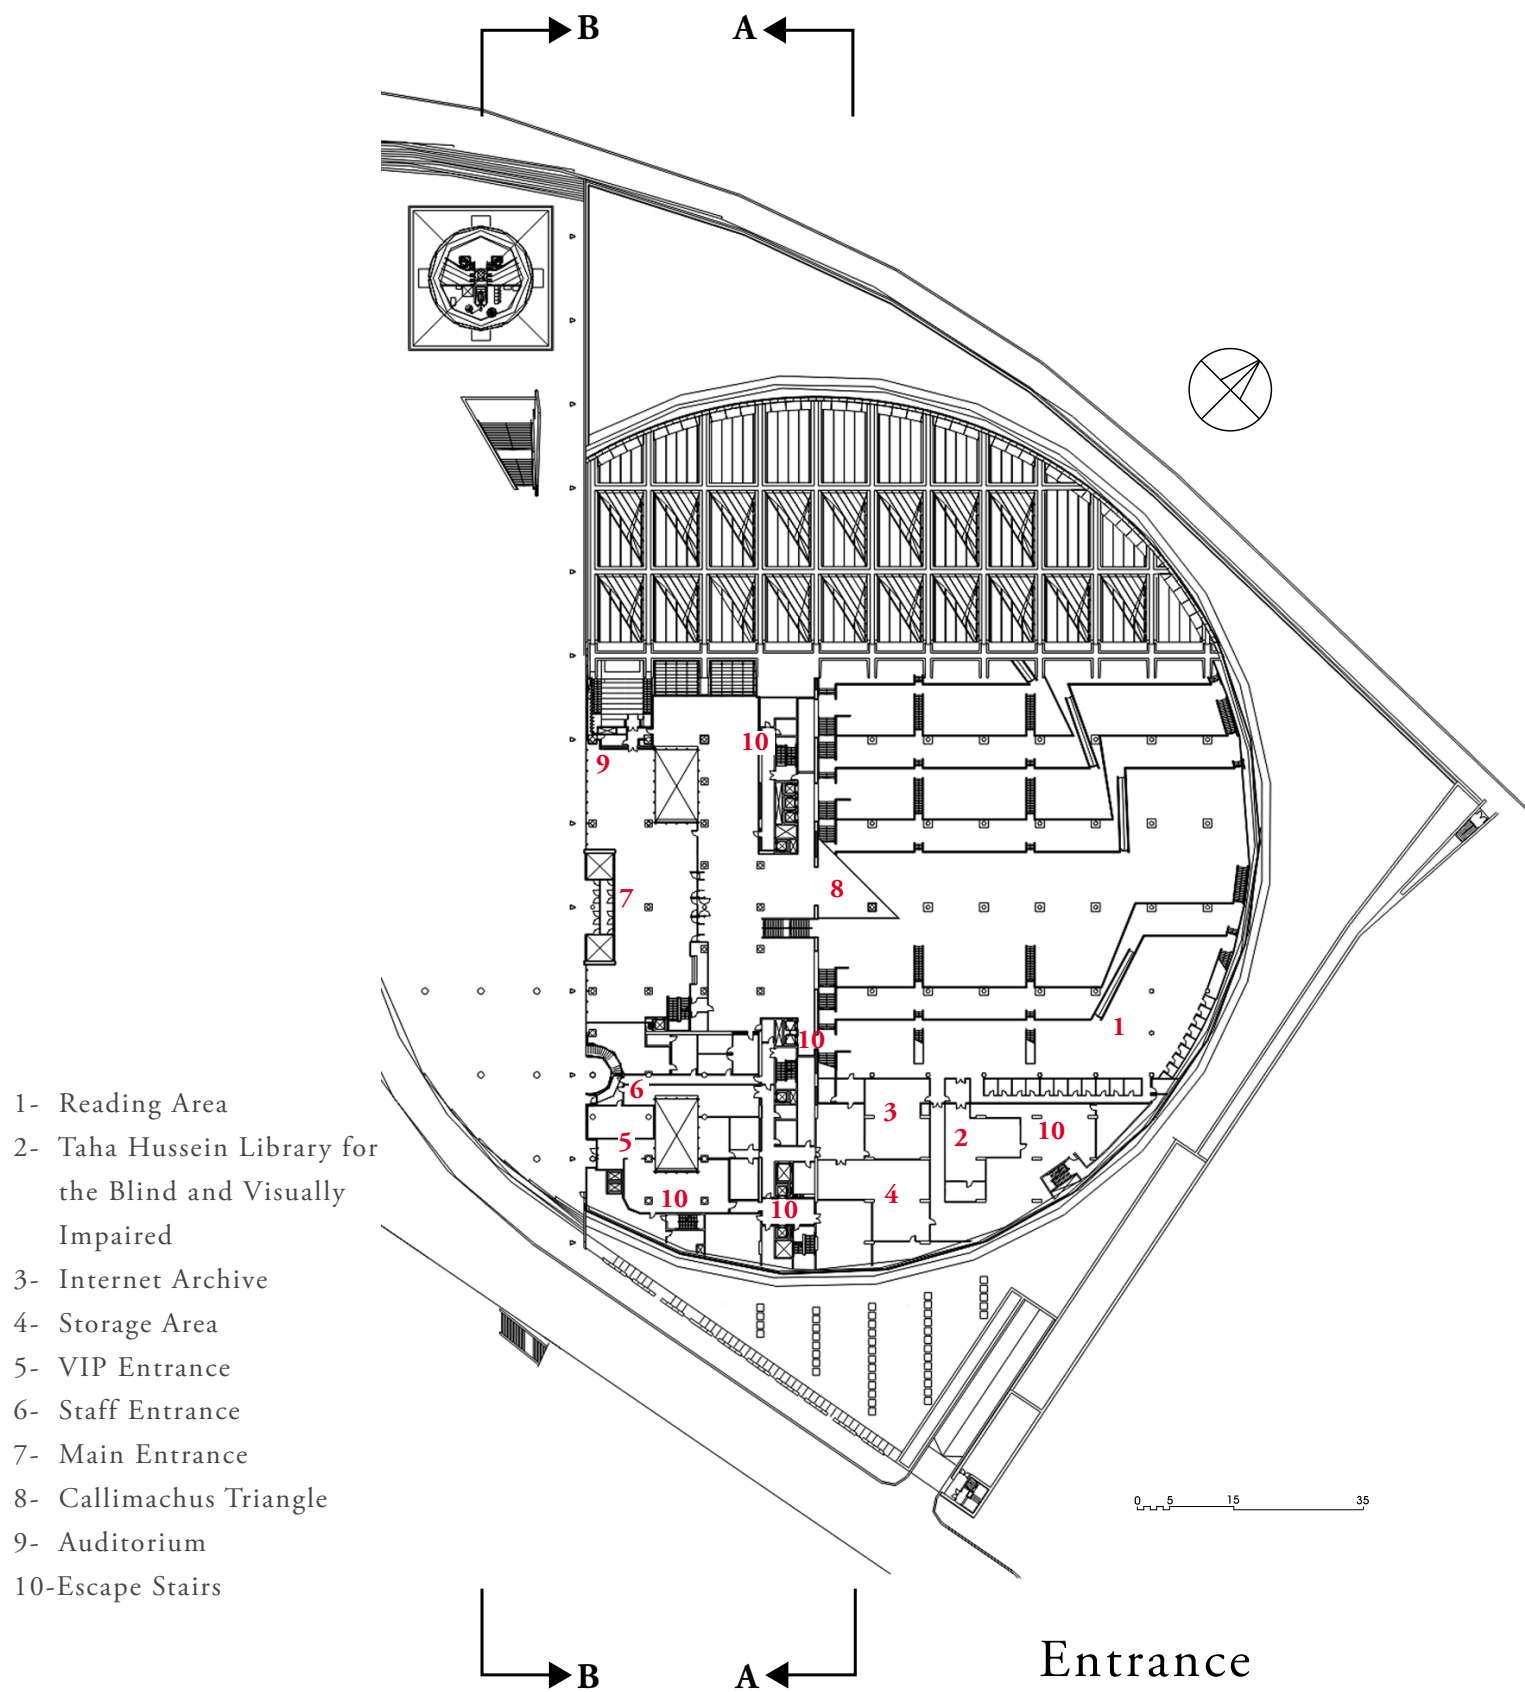 B A
10
9
8
7
1
10
6
3
10
2
5
4
10
10
1- Reading Area
2- Taha Hussein Library for
the Blind and Visually
Impaired
3- Internet Archive
4- Storage Area
5- VIP Entrance
6- Staff Entrance
7- Main Entrance
8- Callimachus Triangle
9- Auditorium
10-Escape Stairs
0 5 15 35
B A
Entrance